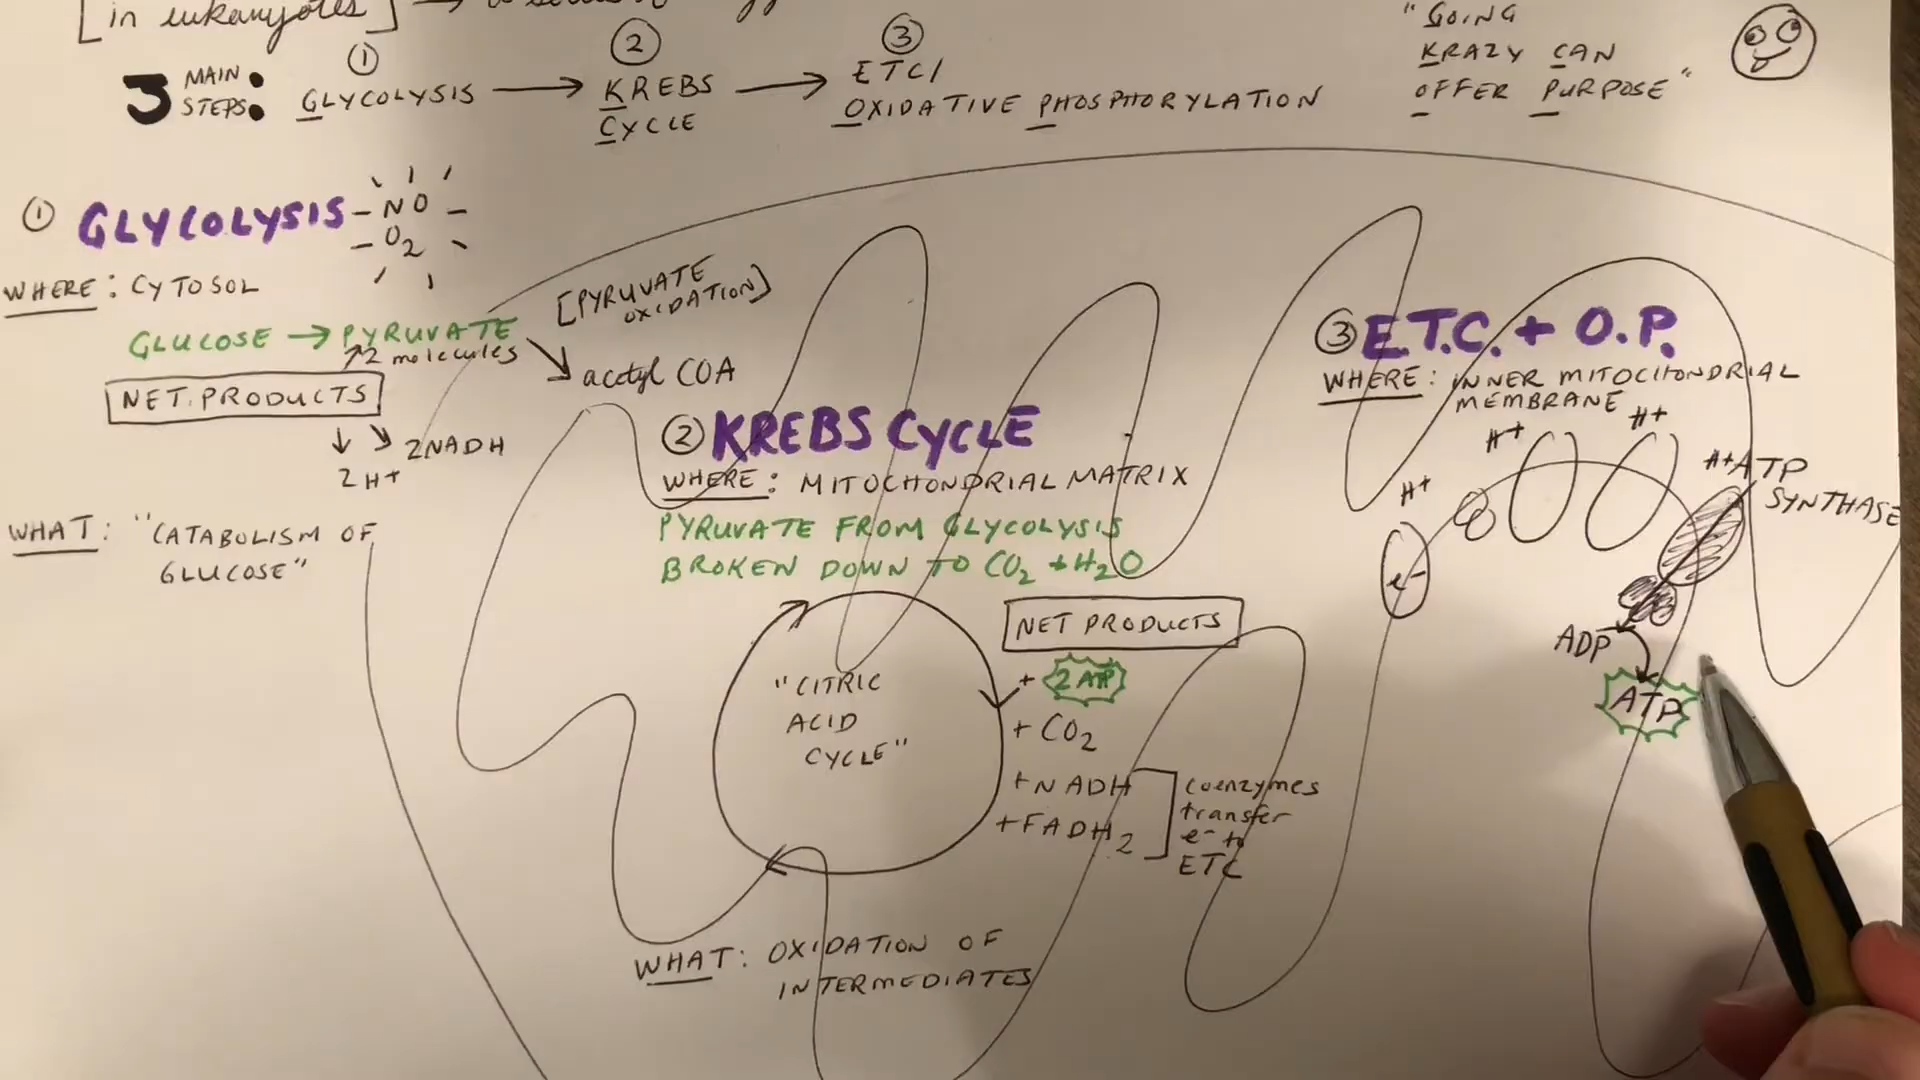 [in eukaryotes] →
3 MAIN STEPS:
① GLYCOLYSIS → ② KREBS CYCLE → ③ ETC/
OXIDATIVE PHOSPHORYLATION
"GOING
KRAZY CAN
OFFER PURPOSE"
① GLYCOLYSIS
NO
O2
WHERE: CYTOSOL
GLUCOSE → PYRUVATE
2 molecules
NET PRODUCTS
2 H+
2NADH
WHAT: "CATABOLISM OF
GLUCOSE"
[PYRUVATE
OXIDATION]
acetyl COA
② KREBS CYCLE
WHERE: MITOCHONDRIAL MATRIX
PYRUVATE FROM GLYCOLYSIS
BROKEN DOWN TO CO2 + H2O
"CITRIC
ACID
CYCLE"
NET PRODUCTS
+ 2 ATP
+ CO2
+NADH
+FADH2
coenzymes
transfer
e- to
ETC
WHAT: OXIDATION OF
INTERMEDIATES
③ E.T.C. + O.P.
WHERE: INNER MITOCHONDRIAL
MEMBRANE
H+
H+
H+
H+
ATP
SYNTHASE
e-
ADP
ATP